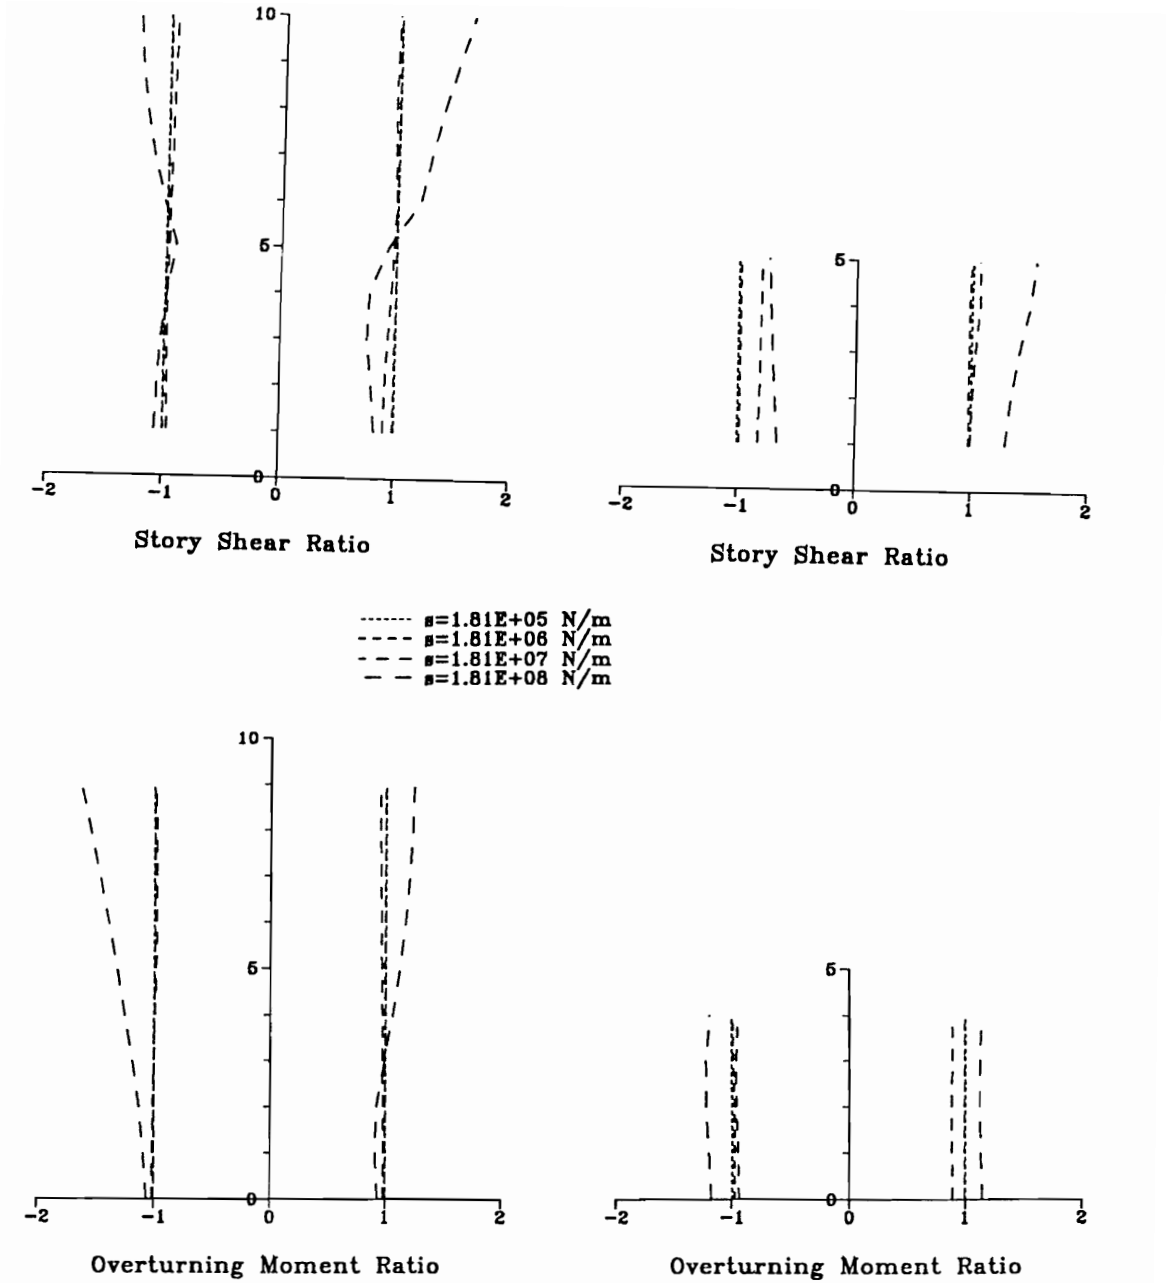 10
5
0
-2 -1 0 1 2
Story Shear Ratio
5
0
-2 -1 0 1 2
Story Shear Ratio
s=1.81E+05 N/m
s=1.81E+06 N/m
s=1.81E+07 N/m
s=1.81E+08 N/m
10
5
0
-2 -1 0 1 2
Overturning Moment Ratio
5
0
-2 -1 0 1 2
Overturning Moment Ratio